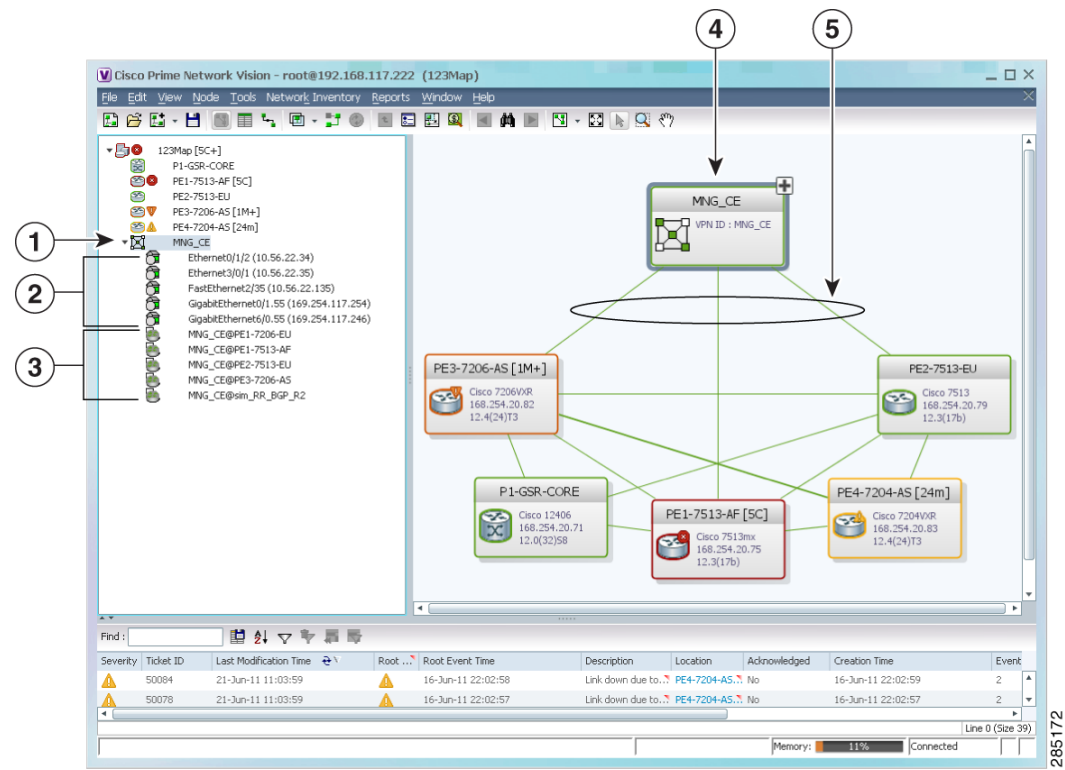 4
5
Cisco Prime Network Vision - root@192.168.117.222 (123Map)
File Edit View Node Tools Network Inventory Reports Window Help
123Map [5C+]
P1-GSR-CORE
PE1-7513-AF [5C]
PE2-7513-EU
PE3-7206-AS [1M+]
PE4-7204-AS [24m]
1
MNG_CE
Ethernet0/1/2 (10.56.22.34)
Ethernet3/0/1 (10.56.22.35)
2
FastEthernet2/35 (10.56.22.135)
GigabitEthernet0/1.55 (169.254.117.254)
GigabitEthernet6/0.55 (169.254.117.246)
MNG_CE@PE1-7206-EU
MNG_CE@PE1-7513-AF
3
MNG_CE@PE2-7513-EU
MNG_CE@PE3-7206-AS
MNG_CE@sim_RR_BGP_R2
MNG_CE
VPN ID : MNG_CE
PE3-7206-AS [1M+]
Cisco 7206VXR
168.254.20.82
12.4(24)T3
PE2-7513-EU
Cisco 7513
168.254.20.79
12.3(17b)
P1-GSR-CORE
Cisco 12406
168.254.20.71
12.0(32)S8
PE1-7513-AF [5C]
Cisco 7513mx
168.254.20.75
12.3(17b)
PE4-7204-AS [24m]
Cisco 7204VXR
168.254.20.83
12.4(24)T3
Find :
Severity Ticket ID Last Modification Time Root ... Root Event Time Description Location Acknowledged Creation Time Event
50084 21-Jun-11 11:03:59 16-Jun-11 22:02:58 Link down due to... PE4-7204-AS... No 16-Jun-11 22:02:59 2
50078 21-Jun-11 11:03:59 16-Jun-11 22:02:57 Link down due to... PE4-7204-AS... No 16-Jun-11 22:02:57 2
Line 0 (Size 39)
Memory: 11% Connected
285172